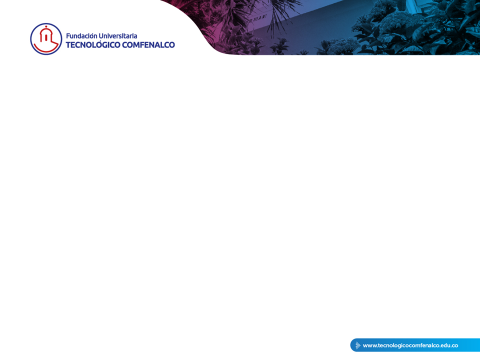 Fundación Universitaria
TECNOLÓGICO COMFENALCO
www.tecnologicocomfenalco.edu.co